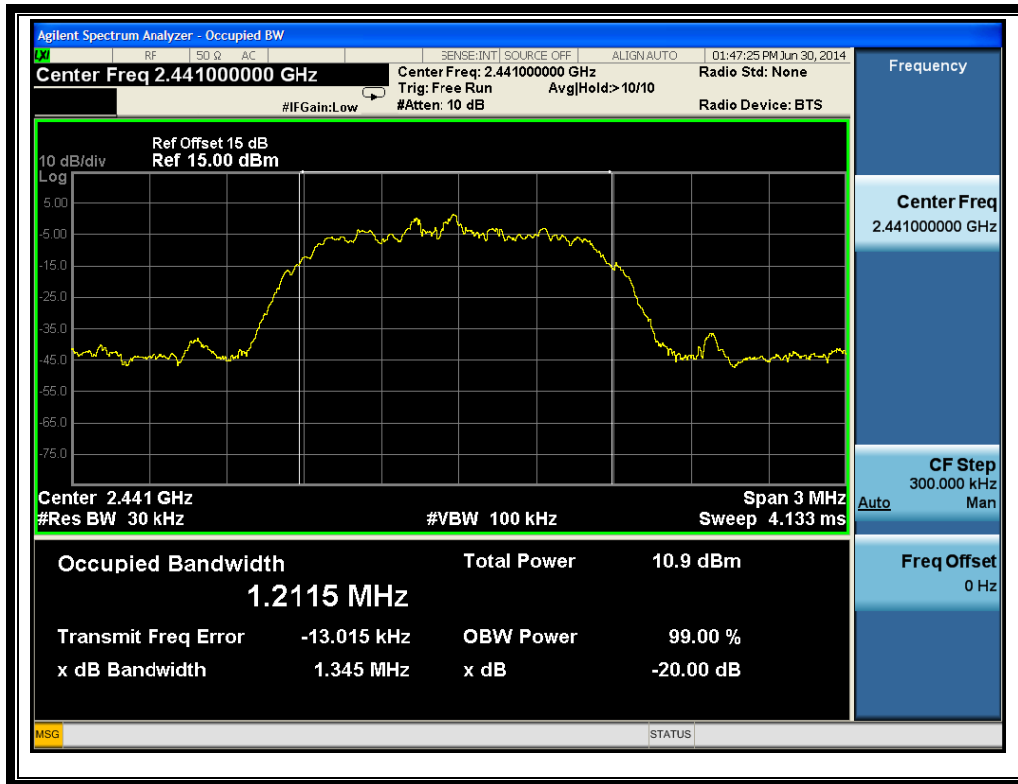 Agilent Spectrum Analyzer - Occupied BW
LXI RF 50 Ω AC SENSE:INT SOURCE OFF ALIGN AUTO 01:47:25 PM Jun 30, 2014
Center Freq 2.441000000 GHz
Center Freq: 2.441000000 GHz
Radio Std: None
Trig: Free Run Avg|Hold:>10/10
#IFGain:Low
#Atten: 10 dB
Radio Device: BTS
Ref Offset 15 dB
10 dB/div Ref 15.00 dBm
Log
5.00
-5.00
-15.0
-25.0
-35.0
-45.0
-55.0
-65.0
-75.0
Center 2.441 GHz
Span 3 MHz
#Res BW 30 kHz
#VBW 100 kHz
Sweep 4.133 ms
Occupied Bandwidth
1.2115 MHz
Total Power 10.9 dBm
Transmit Freq Error -13.015 kHz
OBW Power 99.00 %
x dB Bandwidth 1.345 MHz
x dB -20.00 dB
Frequency
Center Freq
2.441000000 GHz
CF Step
300.000 kHz
Auto Man
Freq Offset
0 Hz
MSG
STATUS